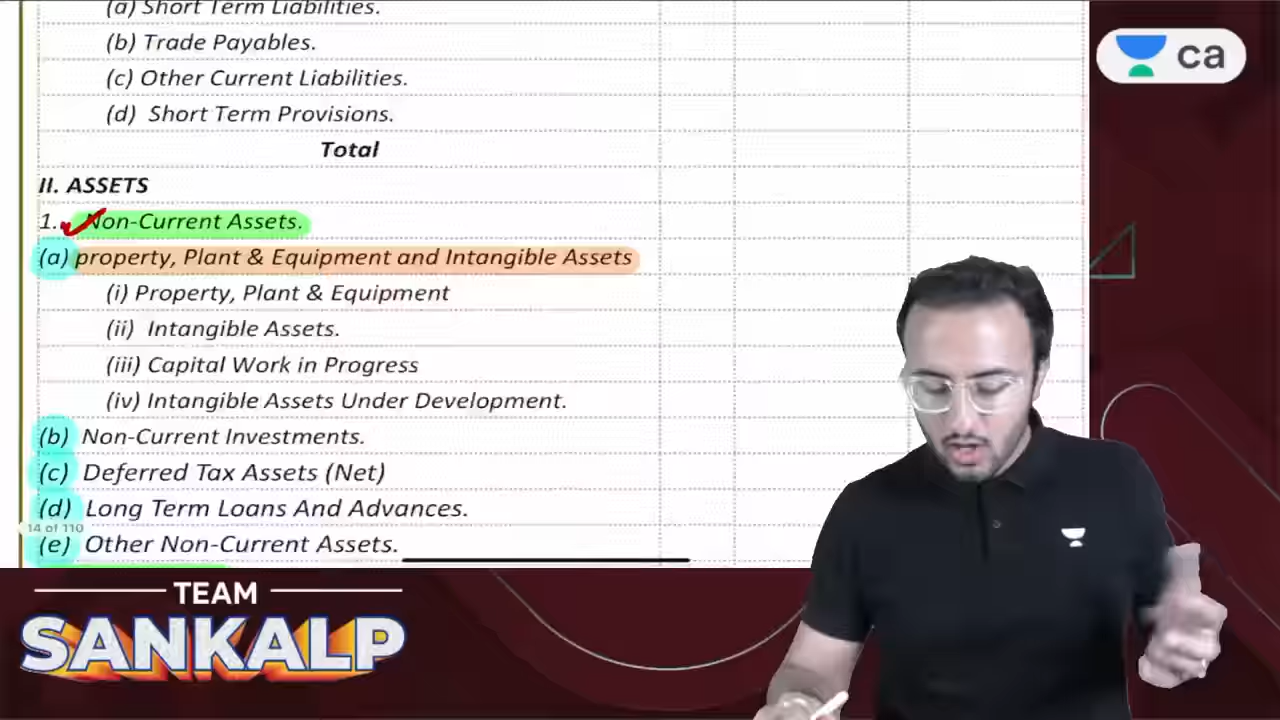 (a) Short Term Liabilities.
(b) Trade Payables.
(c) Other Current Liabilities.
(d) Short Term Provisions.
Total
II. ASSETS
1. Non-Current Assets.
(a) property, Plant & Equipment and Intangible Assets
(i) Property, Plant & Equipment
(ii) Intangible Assets.
(iii) Capital Work in Progress
(iv) Intangible Assets Under Development.
(b) Non-Current Investments.
(c) Deferred Tax Assets (Net)
(d) Long Term Loans And Advances.
14 of 110
(e) Other Non-Current Assets.
ca
TEAM
SANKALP